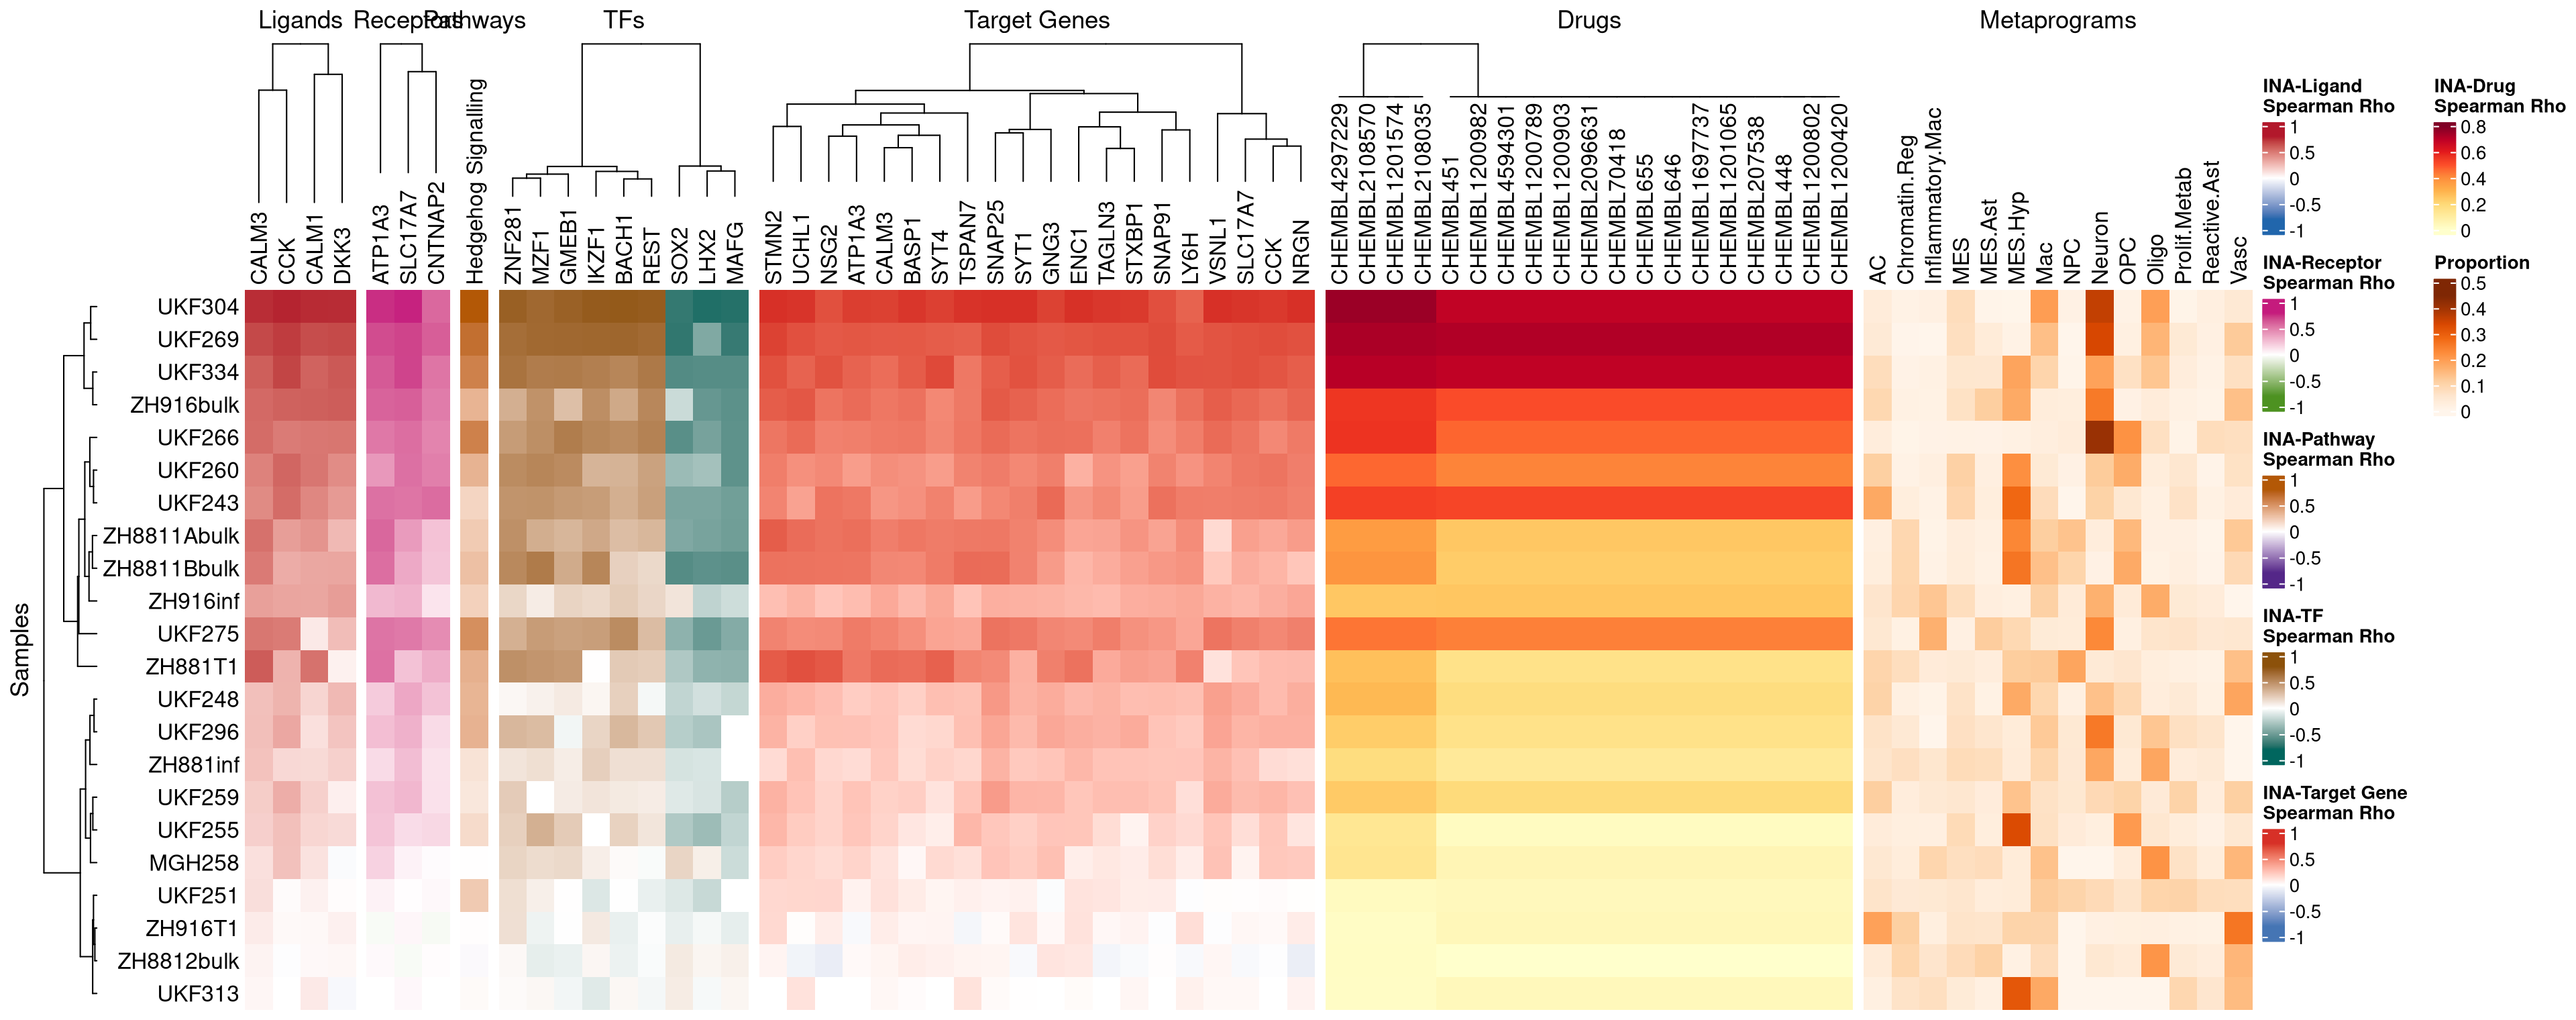 Ligands Receptors Pathways TFs Target Genes Drugs Metaprograms
CALM3
CCK
CALM1
DKK3
ATP1A3
SLC17A7
CNTNAP2
Hedgehog Signalling
ZNF281
MZF1
GMEB1
IKZF1
BACH1
REST
SOX2
LHX2
MAFG
STMN2
UCHL1
NSG2
ATP1A3
CALM3
BASP1
SYT4
TSPAN7
SNAP25
SYT1
GNG3
ENC1
TAGLN3
STXBP1
SNAP91
LY6H
VSNL1
SLC17A7
CCK
NRGN
CHEMBL4297229
CHEMBL2108570
CHEMBL1201574
CHEMBL2108035
CHEMBL451
CHEMBL1200982
CHEMBL4594301
CHEMBL1200789
CHEMBL1200903
CHEMBL2096631
CHEMBL70418
CHEMBL655
CHEMBL646
CHEMBL1697737
CHEMBL1201065
CHEMBL207538
CHEMBL448
CHEMBL1200802
CHEMBL1200420
AC
Chromatin.Reg
Inflammatory.Mac
MES
MES.Ast
MES.Hyp
Mac
NPC
Neuron
OPC
Oligo
Prolif.Metab
Reactive.Ast
Vasc
Samples
UKF304
UKF269
UKF334
ZH916bulk
UKF266
UKF260
UKF243
ZH8811Abulk
ZH8811Bbulk
ZH916inf
UKF275
ZH881T1
UKF248
UKF296
ZH881inf
UKF259
UKF255
MGH258
UKF251
ZH916T1
ZH8812bulk
UKF313
INA-Ligand
Spearman Rho
1
0.5
0
-0.5
-1
INA-Receptor
Spearman Rho
1
0.5
0
-0.5
-1
INA-Pathway
Spearman Rho
1
0.5
0
-0.5
-1
INA-TF
Spearman Rho
1
0.5
0
-0.5
-1
INA-Target Gene
Spearman Rho
1
0.5
0
-0.5
-1
INA-Drug
Spearman Rho
0.8
0.6
0.4
0.2
0
Proportion
0.5
0.4
0.3
0.2
0.1
0